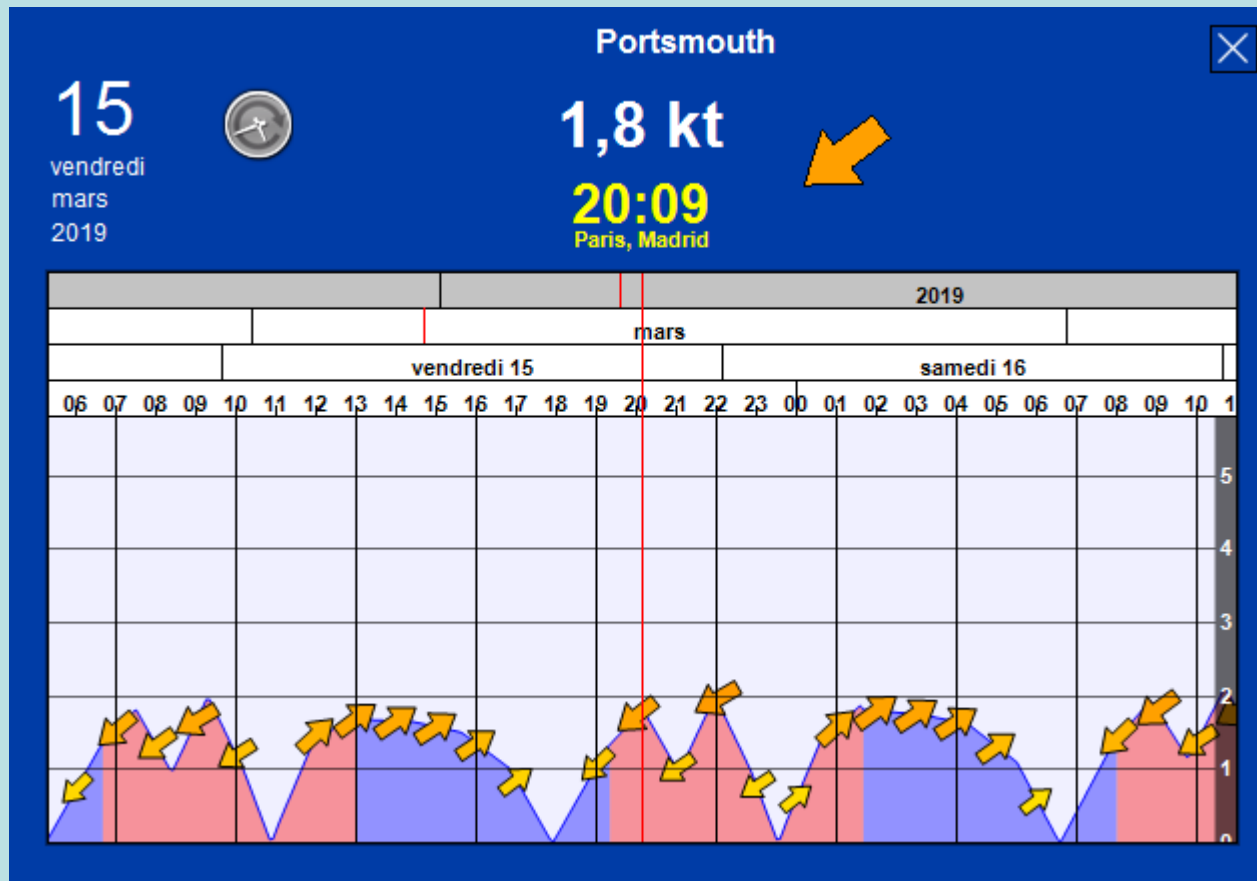 Portsmouth
15
1,8 kt
vendredi
mars
20:09
2019
Paris, Madrid
2019
mars
vendredi 15 samedi 16
06 07 08 09 10 11 12 13 14 15 16 17 18 19 20 21 22 23 00 01 02 03 04 05 06 07 08 09 10 1
5
4
3
2
1
0